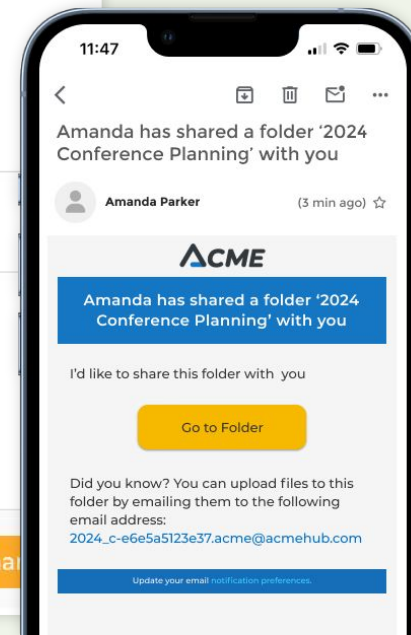 11:47
Amanda has shared a folder ‘2024
Conference Planning’ with you
Amanda Parker
(3 min ago)
ACME
Amanda has shared a folder ‘2024
Conference Planning’ with you
I’d like to share this folder with you
Go to Folder
Did you know? You can upload files to this
folder by emailing them to the following
email address:
2024_c-e6e5a5123e37.acme@acmehub.com
Update your email notification preferences.